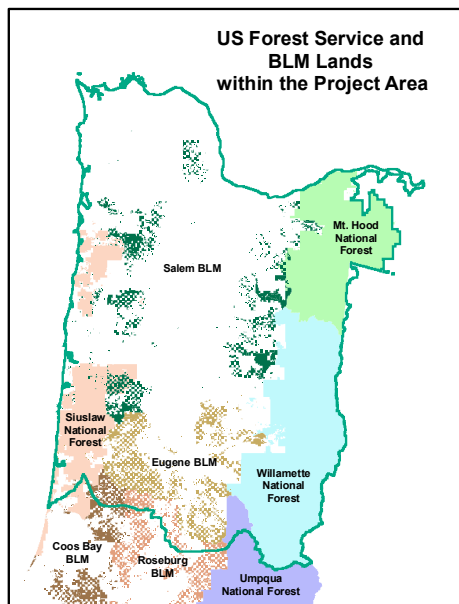 US Forest Service and
BLM Lands
within the Project Area
Mt. Hood
National
Forest
Salem BLM
Siuslaw
National
Forest
Eugene BLM
Willamette
National
Forest
Coos Bay
BLM
Roseburg
BLM
Umpqua
National Forest